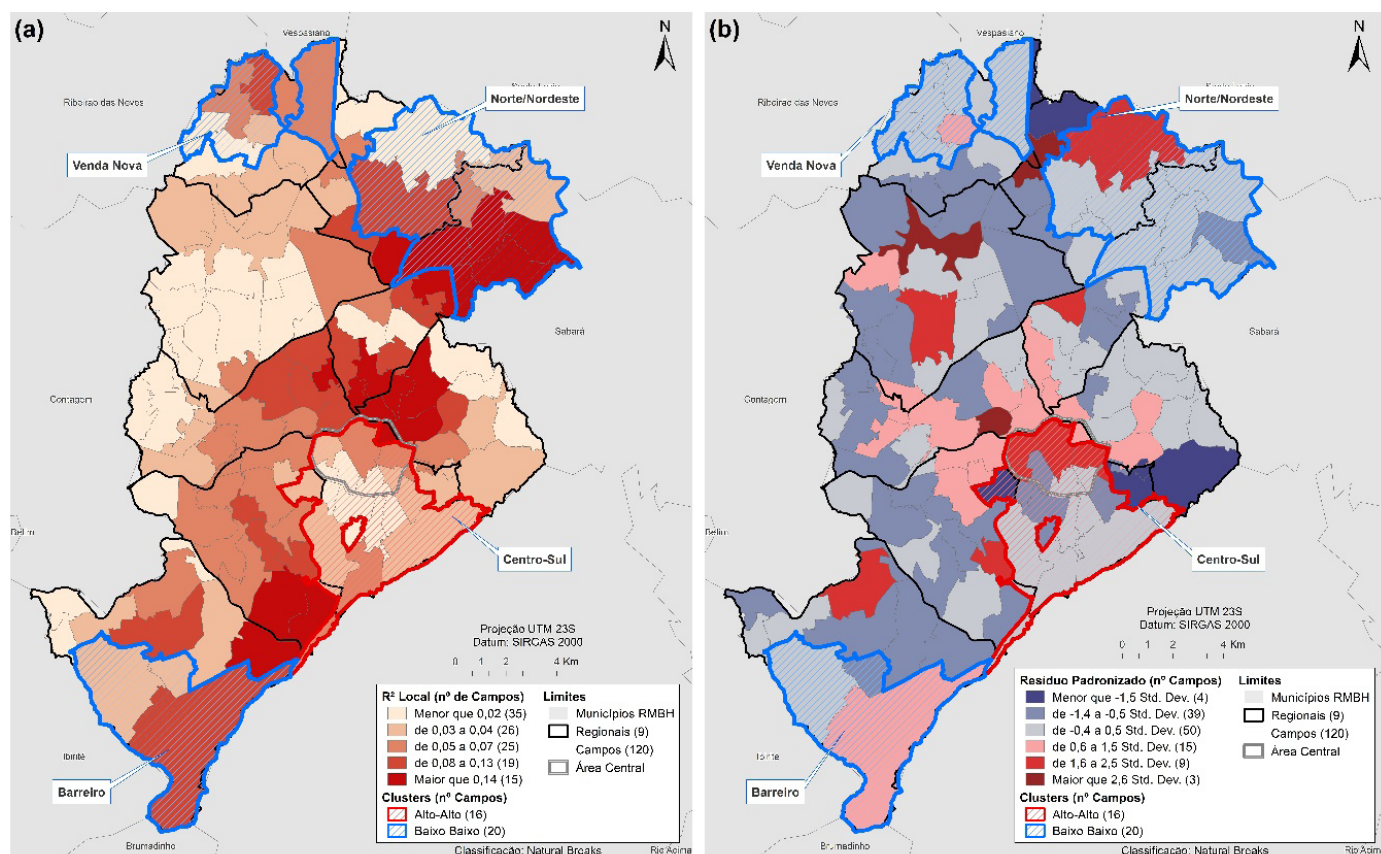 (a)
Vespasiano
N
Ribeirao das Neves
Norte/Nordeste
Venda Nova
Sabará
Contagem
Betim
Centro-Sul
Projeção UTM 23S
Datum: SIRGAS 2000
0 1 2 4 Km
R² Local (nº de Campos)
Menor que 0,02 (35)
de 0,03 a 0,04 (26)
de 0,05 a 0,07 (25)
de 0,08 a 0,13 (19)
Maior que 0,14 (15)
Limites
Municípios RMBH
Regionais (9)
Campos (120)
Área Central
Clusters (nº Campos)
Alto-Alto (16)
Baixo Baixo (20)
Ibirité
Barreiro
Brumadinho
Classificação: Natural Breaks
Rio Acima
(b)
Vespasiano
N
Ribeirao das Neves
Norte/Nordeste
Venda Nova
Sabará
Contagem
Betim
Centro-Sul
Projeção UTM 23S
Datum: SIRGAS 2000
0 1 2 4 Km
Resíduo Padronizado (nº Campos)
Menor que -1,5 Std. Dev. (4)
de -1,4 a -0,5 Std. Dev. (39)
de -0,4 a 0,5 Std. Dev. (50)
de 0,6 a 1,5 Std. Dev. (15)
de 1,6 a 2,5 Std. Dev. (9)
Maior que 2,6 Std. Dev. (3)
Limites
Municípios RMBH
Regionais (9)
Campos (120)
Área Central
Clusters (nº Campos)
Alto-Alto (16)
Baixo Baixo (20)
Ibirité
Barreiro
Brumadinho
Classificação: Natural Breaks
Rio Acima